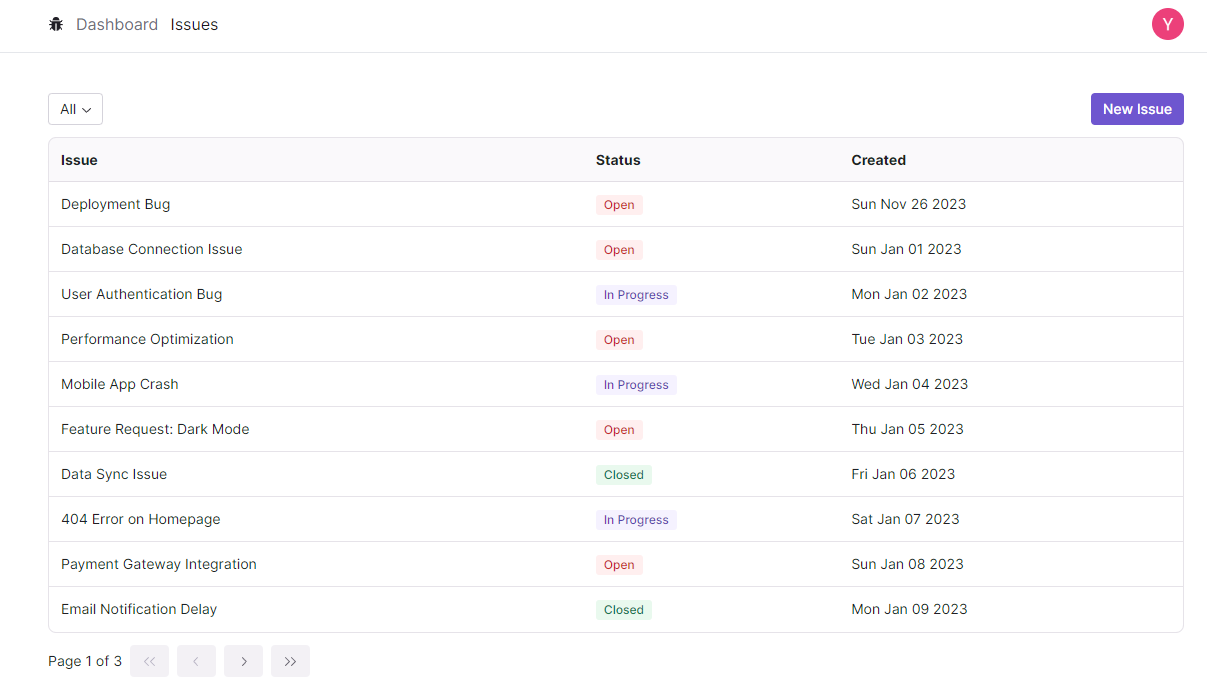 Dashboard Issues Y
All New Issue
Issue Status Created
Deployment Bug Open Sun Nov 26 2023
Database Connection Issue Open Sun Jan 01 2023
User Authentication Bug In Progress Mon Jan 02 2023
Performance Optimization Open Tue Jan 03 2023
Mobile App Crash In Progress Wed Jan 04 2023
Feature Request: Dark Mode Open Thu Jan 05 2023
Data Sync Issue Closed Fri Jan 06 2023
404 Error on Homepage In Progress Sat Jan 07 2023
Payment Gateway Integration Open Sun Jan 08 2023
Email Notification Delay Closed Mon Jan 09 2023
Page 1 of 3